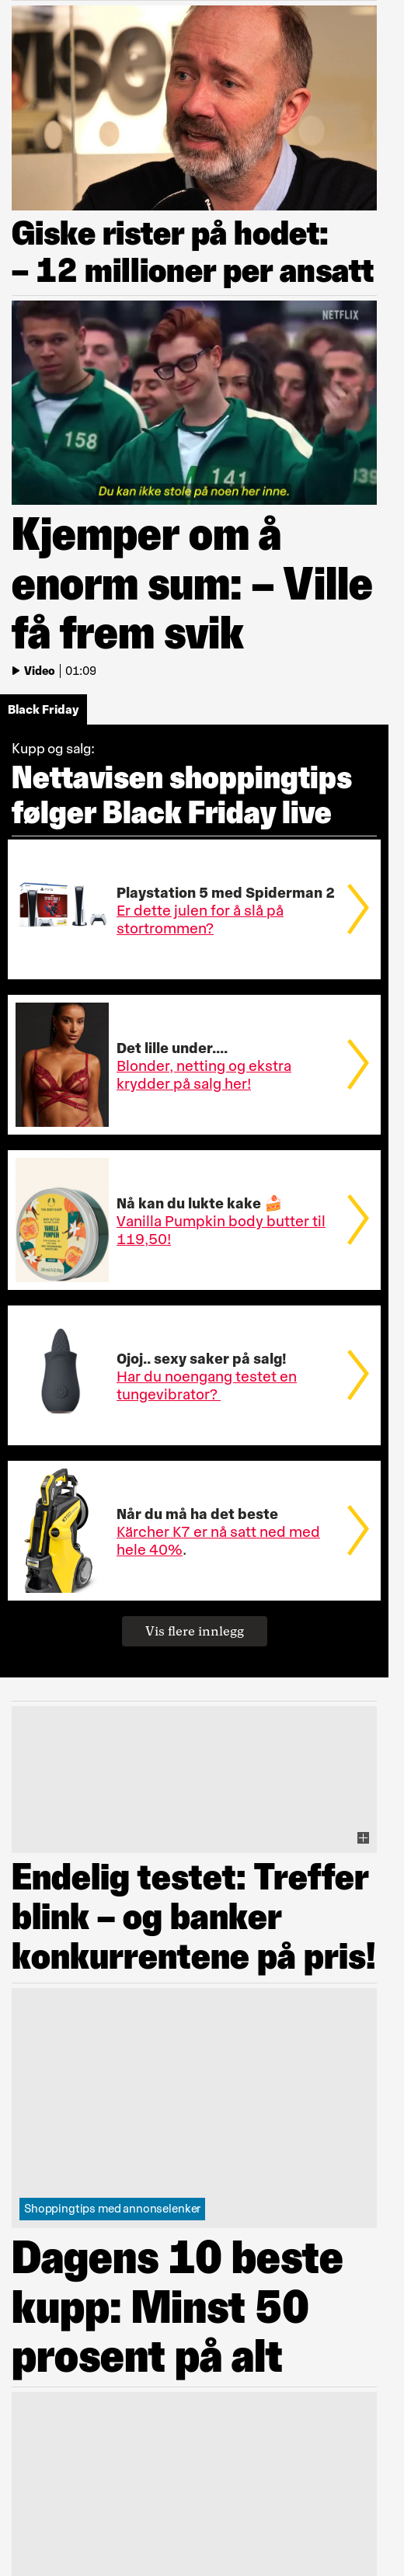 Giske rister på hodet:
– 12 millioner per ansatt
NETFLIX
158
141
039
Du kan ikke stole på noen her inne.
Kjemper om å
enorm sum: – Ville
få frem svik
Video | 01:09
Black Friday
Kupp og salg:
Nettavisen shoppingtips
følger Black Friday live
Playstation 5 med Spiderman 2
Er dette julen for å slå på
stortrommen?
Det lille under....
Blonder, netting og ekstra
krydder på salg her!
VANILLA
PUMPKIN
Nå kan du lukte kake 🍰
Vanilla Pumpkin body butter til
119,50!
Ojoj.. sexy saker på salg!
Har du noengang testet en
tungevibrator?
Når du må ha det beste
Kärcher K7 er nå satt ned med
hele 40%.
Vis flere innlegg
Endelig testet: Treffer
blink – og banker
konkurrentene på pris!
Shoppingtips med annonselenker
Dagens 10 beste
kupp: Minst 50
prosent på alt